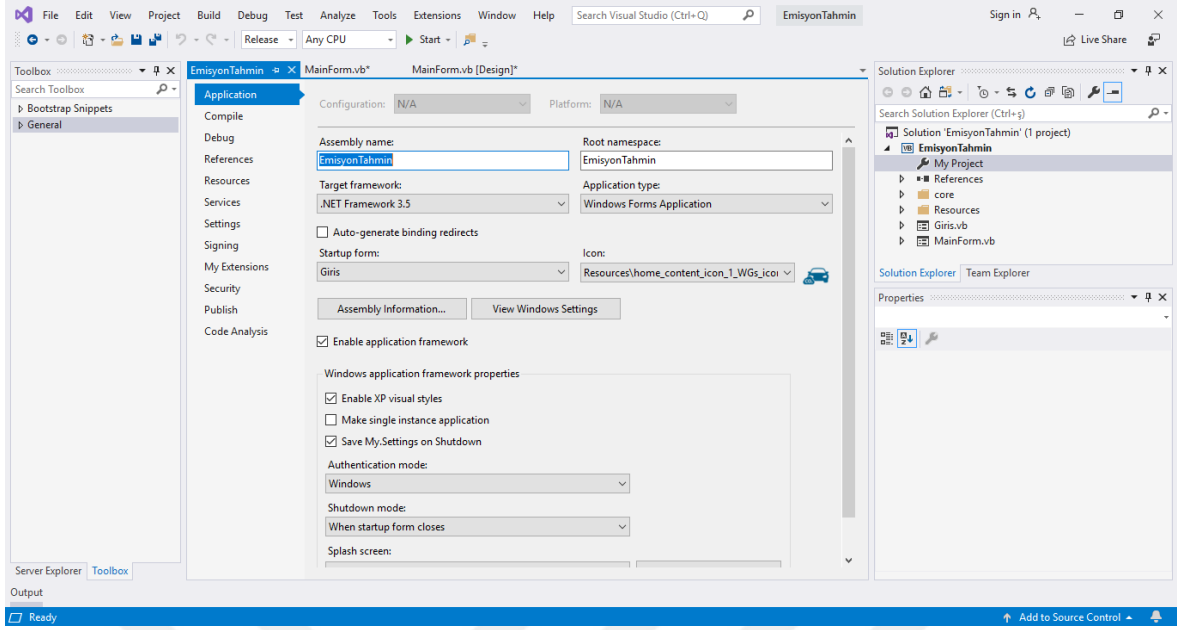 File Edit View Project Build Debug Test Analyze Tools Extensions Window Help Search Visual Studio (Ctrl+Q) EmisyonTahmin Sign in
Release Any CPU Start Live Share
Toolbox
Search Toolbox
Bootstrap Snippets
General
EmisyonTahmin MainForm.vb* MainForm.vb [Design]*
Application
Compile
Debug
References
Resources
Services
Settings
Signing
My Extensions
Security
Publish
Code Analysis
Configuration: N/A Platform: N/A
Assembly name: Root namespace:
EmisyonTahmin EmisyonTahmin
Target framework: Application type:
.NET Framework 3.5 Windows Forms Application
Auto-generate binding redirects
Startup form: Icon:
Giris Resources\home_content_icon_1_WGs_icon
Assembly Information... View Windows Settings
Enable application framework
Windows application framework properties
Enable XP visual styles
Make single instance application
Save My.Settings on Shutdown
Authentication mode:
Windows
Shutdown mode:
When startup form closes
Splash screen:
Solution Explorer
Search Solution Explorer (Ctrl+ş)
Solution 'EmisyonTahmin' (1 project)
VB EmisyonTahmin
My Project
References
core
Resources
Giris.vb
MainForm.vb
Solution Explorer Team Explorer
Properties
Server Explorer Toolbox
Output
Ready Add to Source Control